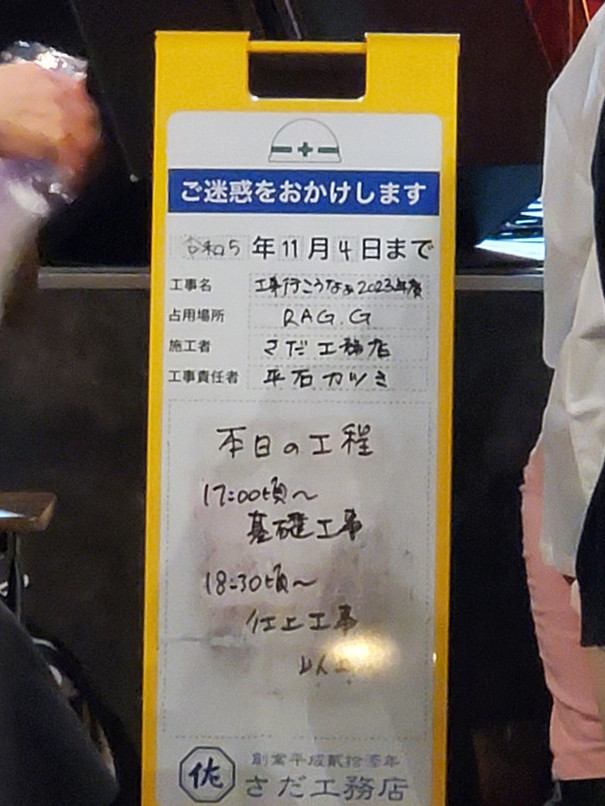 ご迷惑をおかけします
令和5年11月4日まで
工事名 工事行こうなぁ2023年度
占用場所 RAG.G
施工者 さだ工務店
工事責任者 平石カツミ
本日の工程
17:00頃~
基礎工事
18:30頃~
仕上工事
以上
佐
創業平成貳拾壱年
さだ工務店